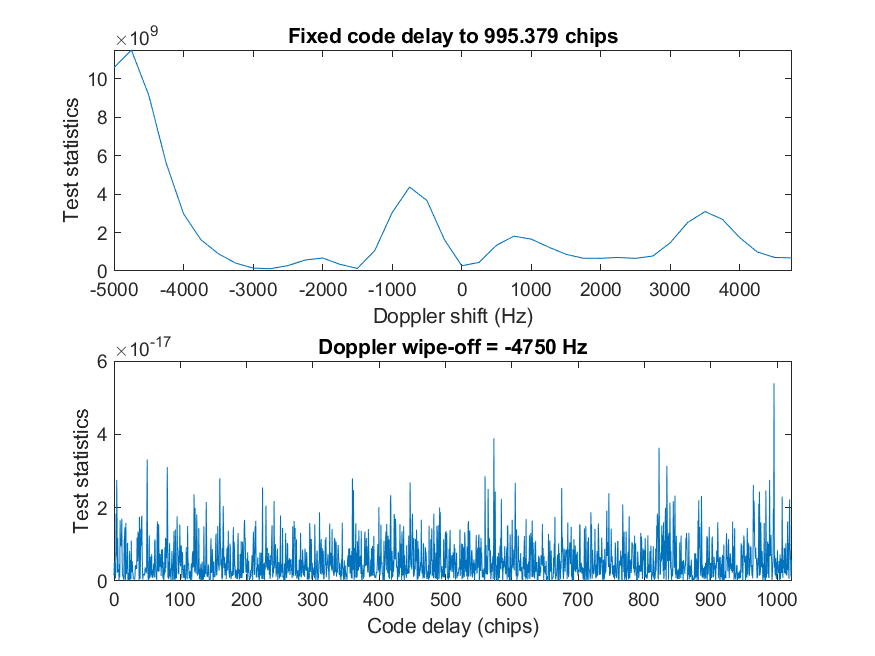 ×10⁹
Fixed code delay to 995.379 chips
Test statistics
10
8
6
4
2
0
-5000 -4000 -3000 -2000 -1000 0 1000 2000 3000 4000
Doppler shift (Hz)
×10⁻¹⁷
Doppler wipe-off = -4750 Hz
Test statistics
6
4
2
0
0 100 200 300 400 500 600 700 800 900 1000
Code delay (chips)